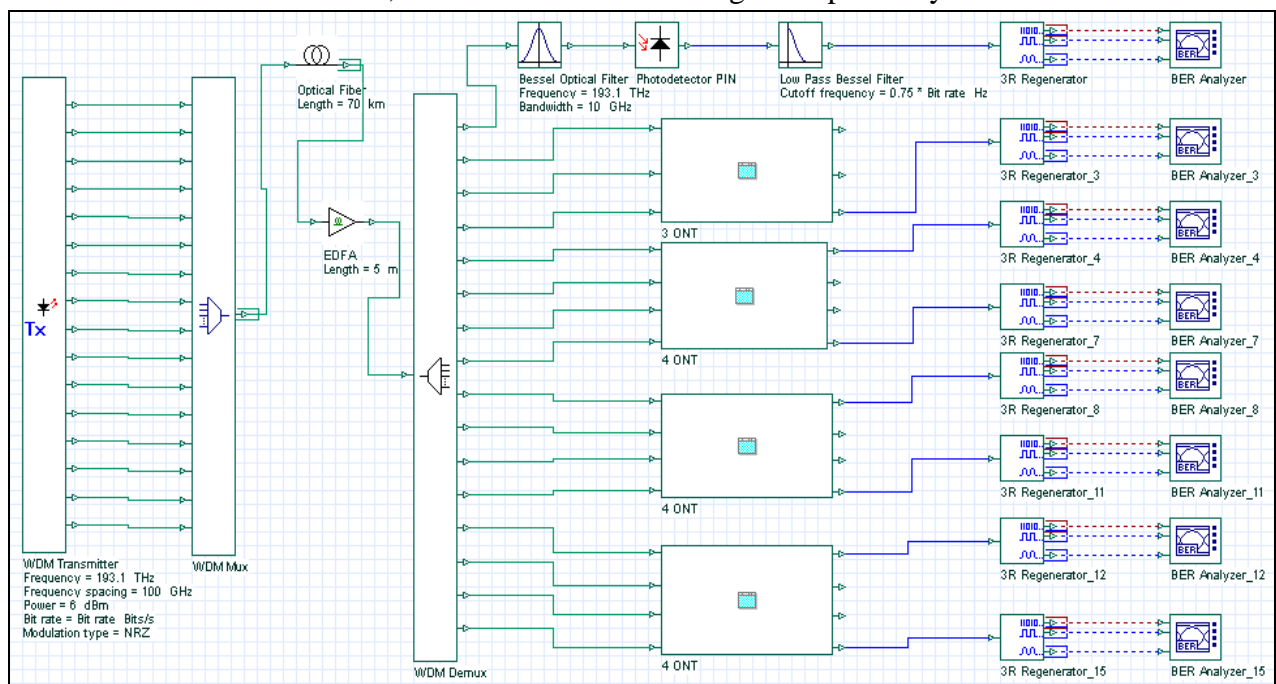 Bessel Optical Filter
Frequency = 193.1 THz
Bandwidth = 10 GHz
Photodetector PIN
Low Pass Bessel Filter
Cutoff frequency = 0.75 * Bit rate Hz
3R Regenerator
BER Analyzer
Optical Fiber
Length = 70 km
3R Regenerator_3
BER Analyzer_3
3 ONT
EDFA
Length = 5 m
3R Regenerator_4
BER Analyzer_4
Tx
3R Regenerator_7
BER Analyzer_7
4 ONT
3R Regenerator_8
BER Analyzer_8
3R Regenerator_11
BER Analyzer_11
4 ONT
WDM Transmitter
Frequency = 193.1 THz
Frequency spacing = 100 GHz
Power = 6 dBm
Bit rate = Bit rate Bits/s
Modulation type = NRZ
WDM Mux
3R Regenerator_12
BER Analyzer_12
4 ONT
WDM Demux
3R Regenerator_15
BER Analyzer_15